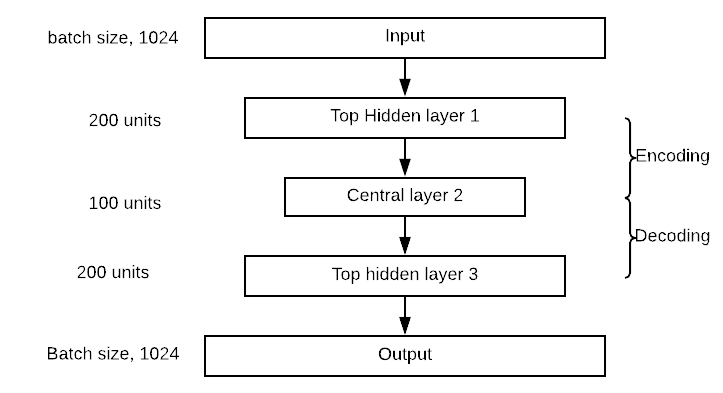 batch size, 1024
Input
200 units
Top Hidden layer 1
Encoding
100 units
Central layer 2
Decoding
200 units
Top hidden layer 3
Batch size, 1024
Output